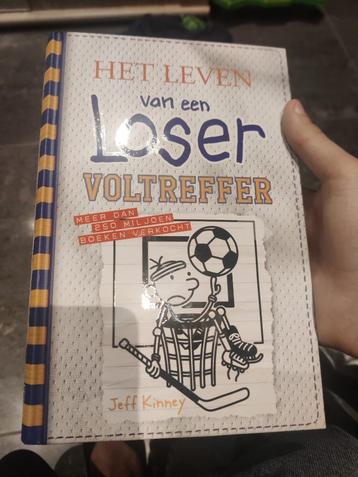 HET LEVEN
van een
Loser
VOLTREFFER
MEER DAN
250 MILJOEN
BOEKEN VERKOCHT
Jeff Kinney